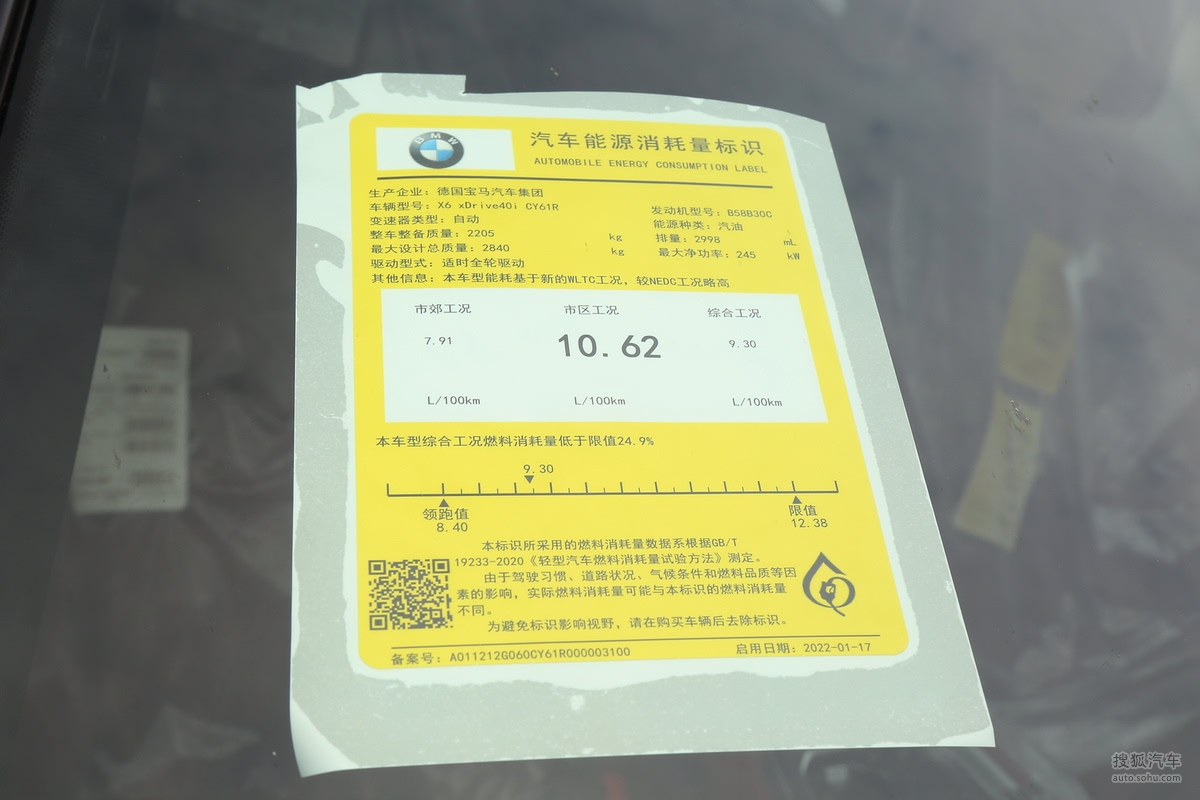 BMW
汽车能源消耗量标识
AUTOMOBILE ENERGY CONSUMPTION LABEL
生产企业：德国宝马汽车集团
车辆型号：X6 xDrive40i CY61R
发动机型号：B58B30C
变速器类型：自动
能源种类：汽油
整车整备质量：2205 kg
排量：2998 mL
最大设计总质量：2840 kg
最大净功率：245 kW
驱动型式：适时全轮驱动
其他信息：本车型能耗基于新的WLTC工况，较NEDC工况略高
市郊工况 市区工况 综合工况
7.91 10.62 9.30
L/100km L/100km L/100km
本车型综合工况燃料消耗量低于限值24.9%
9.30
领跑值 限值
8.40 12.38
本标识所采用的燃料消耗量数据系根据GB/T
19233-2020《轻型汽车燃料消耗量试验方法》测定。
由于驾驶习惯、道路状况、气候条件和燃料品质等因
素的影响，实际燃料消耗量可能与本标识的燃料消耗量
不同。
为避免标识影响视野，请在购买车辆后去除标识。
备案号：A011212G060CY61R000003100 启用日期：2022-01-17
搜狐汽车
auto.sohu.com